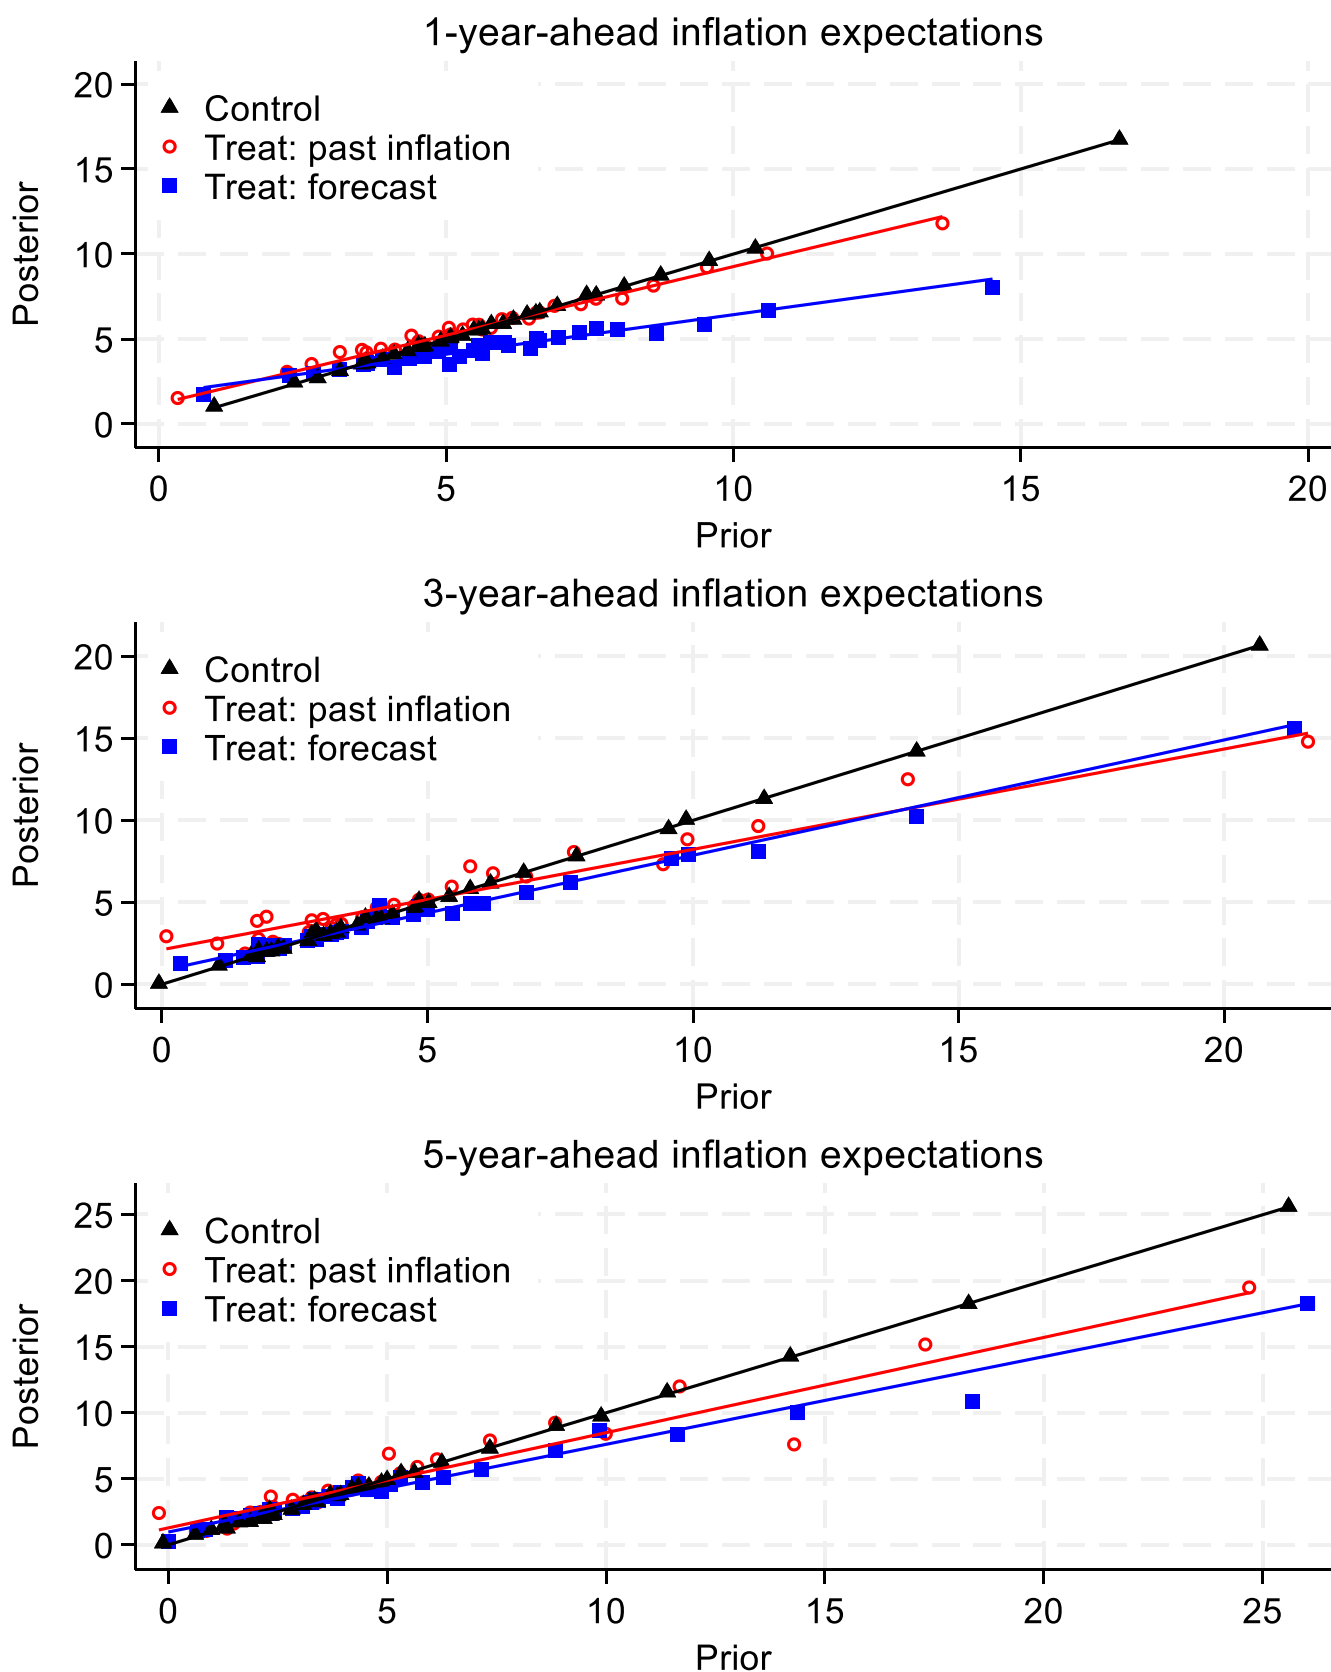 1-year-ahead inflation expectations
20
15
10
5
0
Posterior
Control
Treat: past inflation
Treat: forecast
0 5 10 15 20
Prior
3-year-ahead inflation expectations
20
15
10
5
0
Posterior
Control
Treat: past inflation
Treat: forecast
0 5 10 15 20
Prior
5-year-ahead inflation expectations
25
20
15
10
5
0
Posterior
Control
Treat: past inflation
Treat: forecast
0 5 10 15 20 25
Prior